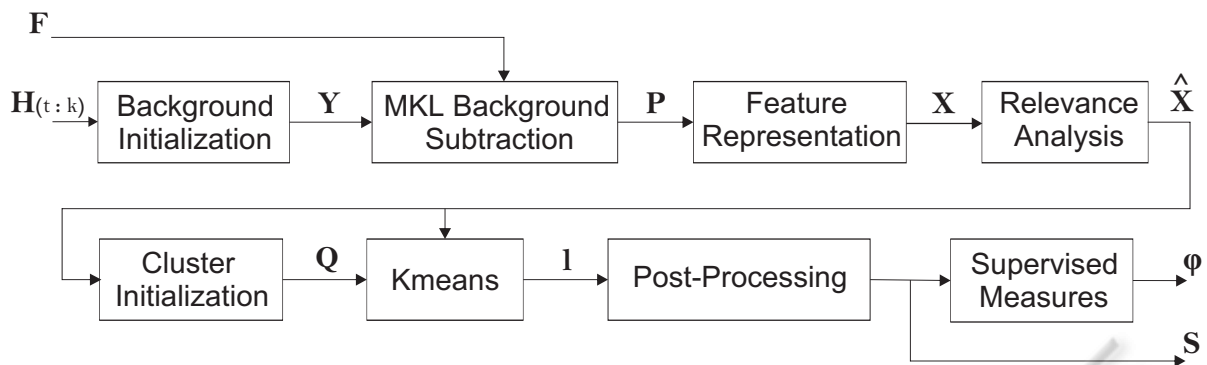 F
H(t : k)
Background
Initialization
Y
MKL Background
Subtraction
P
Feature
Representation
X
Relevance
Analysis
X̂
Cluster
Initialization
Q
Kmeans
l
Post-Processing
Supervised
Measures
φ
S